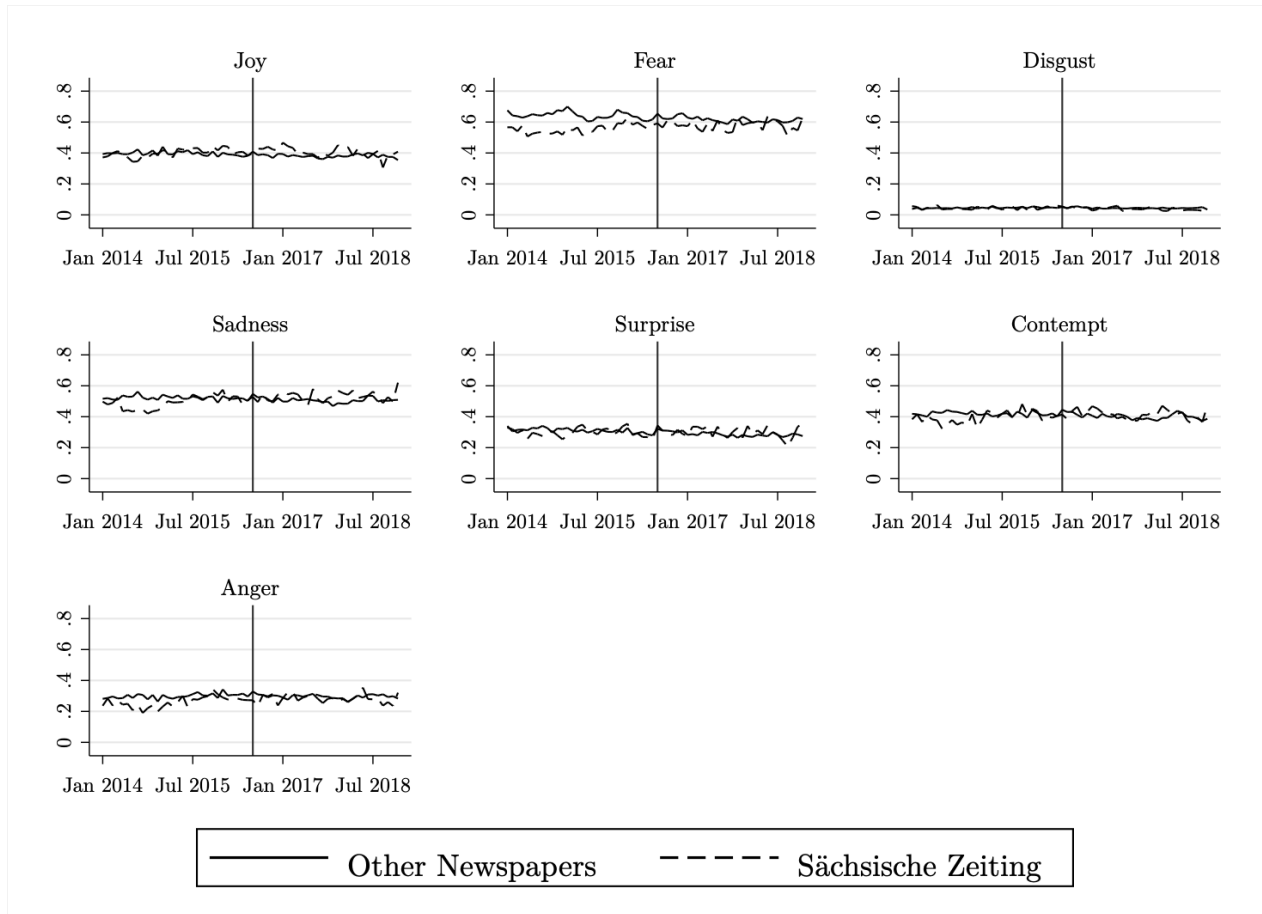 Joy Fear Disgust
.8 .8 .8
.6 .6 .6
.4 .4 .4
.2 .2 .2
0 0 0
Jan 2014 Jul 2015 Jan 2017 Jul 2018 Jan 2014 Jul 2015 Jan 2017 Jul 2018 Jan 2014 Jul 2015 Jan 2017 Jul 2018
Sadness Surprise Contempt
.8 .8 .8
.6 .6 .6
.4 .4 .4
.2 .2 .2
0 0 0
Jan 2014 Jul 2015 Jan 2017 Jul 2018 Jan 2014 Jul 2015 Jan 2017 Jul 2018 Jan 2014 Jul 2015 Jan 2017 Jul 2018
Anger
.8
.6
.4
.2
0
Jan 2014 Jul 2015 Jan 2017 Jul 2018
Other Newspapers Sächsische Zeiting